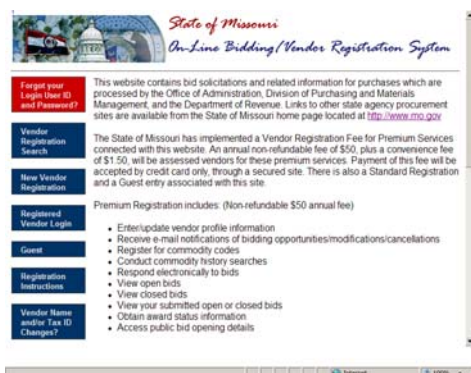 State of Missouri
On-Line Bidding/Vendor Registration System
Forgot your
Login User ID
and Password?
Vendor
Registration
Search
New Vendor
Registration
Registered
Vendor Login
Guest
Registration
Instructions
Vendor Name
and/or Tax ID
Changes?
This website contains bid solicitations and related information for purchases which are
processed by the Office of Administration, Division of Purchasing and Materials
Management, and the Department of Revenue. Links to other state agency procurement
sites are available from the State of Missouri home page located at http://www.mo.gov
The State of Missouri has implemented a Vendor Registration Fee for Premium Services
connected with this website. An annual non-refundable fee of $50, plus a convenience fee
of $1.50, will be assessed vendors for these premium services. Payment of this fee will be
accepted by credit card only, through a secured site. There is also a Standard Registration
and a Guest entry associated with this site.
Premium Registration includes: (Non-refundable $50 annual fee)
• Enter/update vendor profile information
• Receive e-mail notifications of bidding opportunities/modifications/cancellations
• Register for commodity codes
• Conduct commodity history searches
• Respond electronically to bids
• View open bids
• View closed bids
• View your submitted open or closed bids
• Obtain award status information
• Access public bid opening details